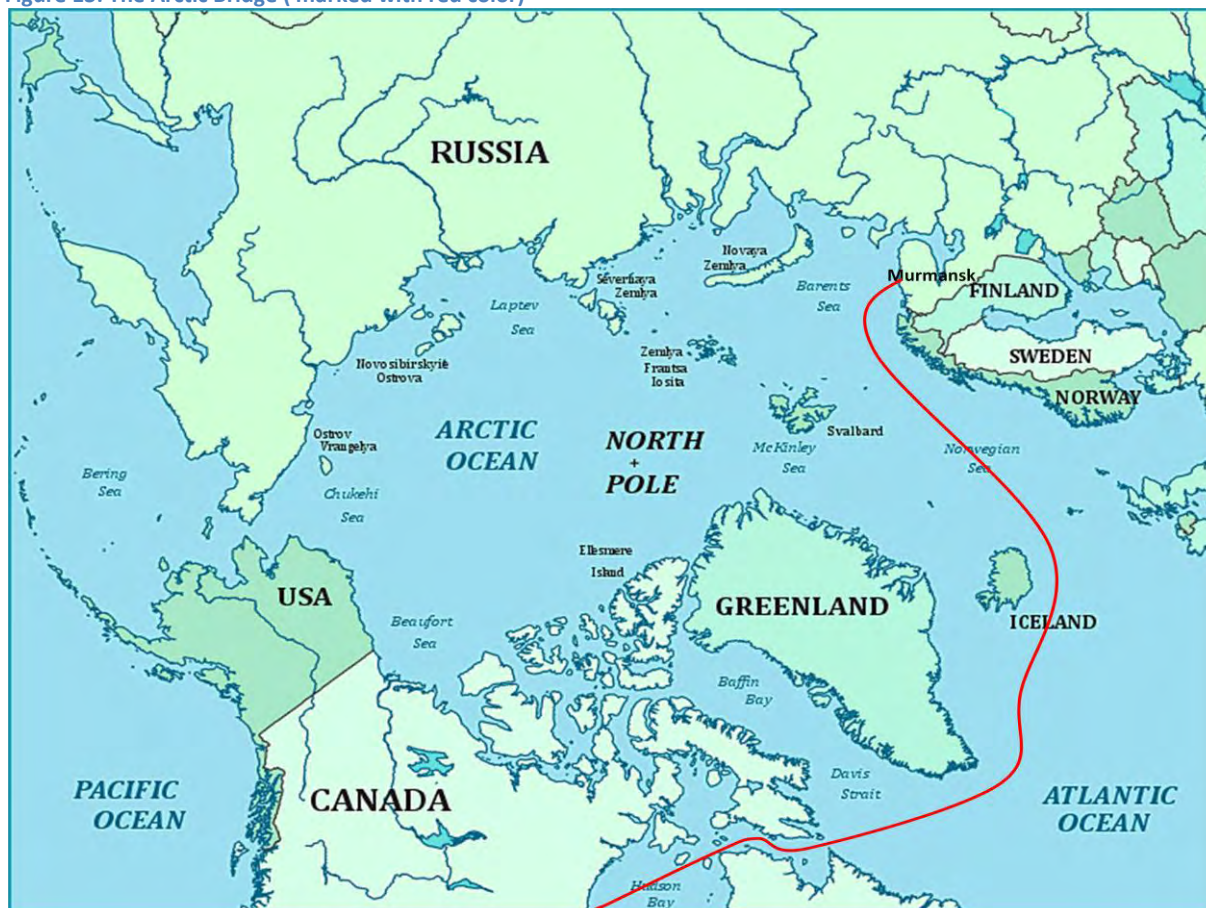 Figure 23. The Arctic Bridge ( marked with red color)
RUSSIA
Novaya
Zemlya
Murmansk
Severnaya
Zemlya
Barents
Sea
FINLAND
Laptev
Sea
Novosibirskyie
Ostrova
Zemlya
Frantsa
Iosita
SWEDEN
NORWAY
Ostrov
Vrangelya
ARCTIC
OCEAN
NORTH
+
POLE
Svalbard
McKinley
Sea
Norwegian
Sea
Bering
Sea
Chukehi
Sea
Ellesmere
Island
USA
GREENLAND
Beaufort
Sea
ICELAND
Baffin
Bay
PACIFIC
OCEAN
CANADA
Davis
Strait
ATLANTIC
OCEAN
Hudson
Bay